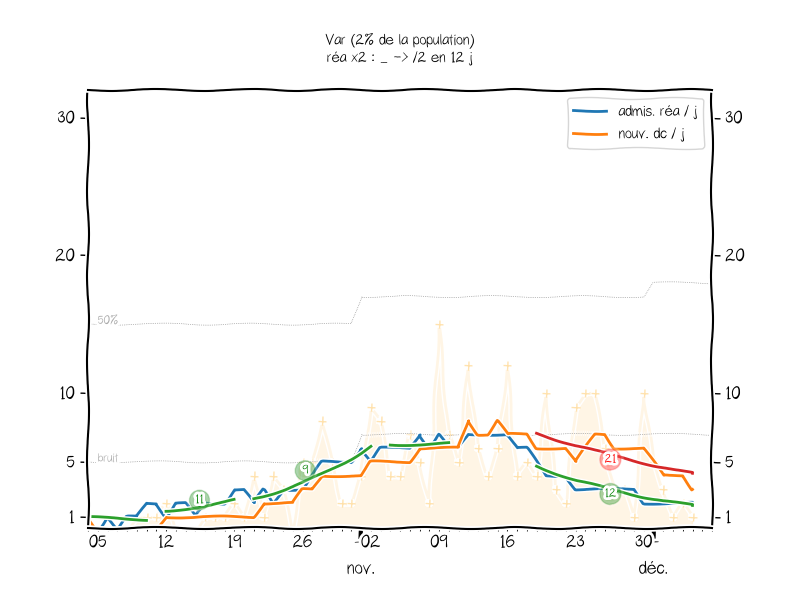 Var (2% de la population)
réa x2 : _ -> /2 en 12 j
admis. réa / j
nouv. dc / j
30 30
20 20
50%
10 10
bruit
5 5
9
21
11
12
1 1
05 12 19 26 02 09 16 23 30
nov. déc.